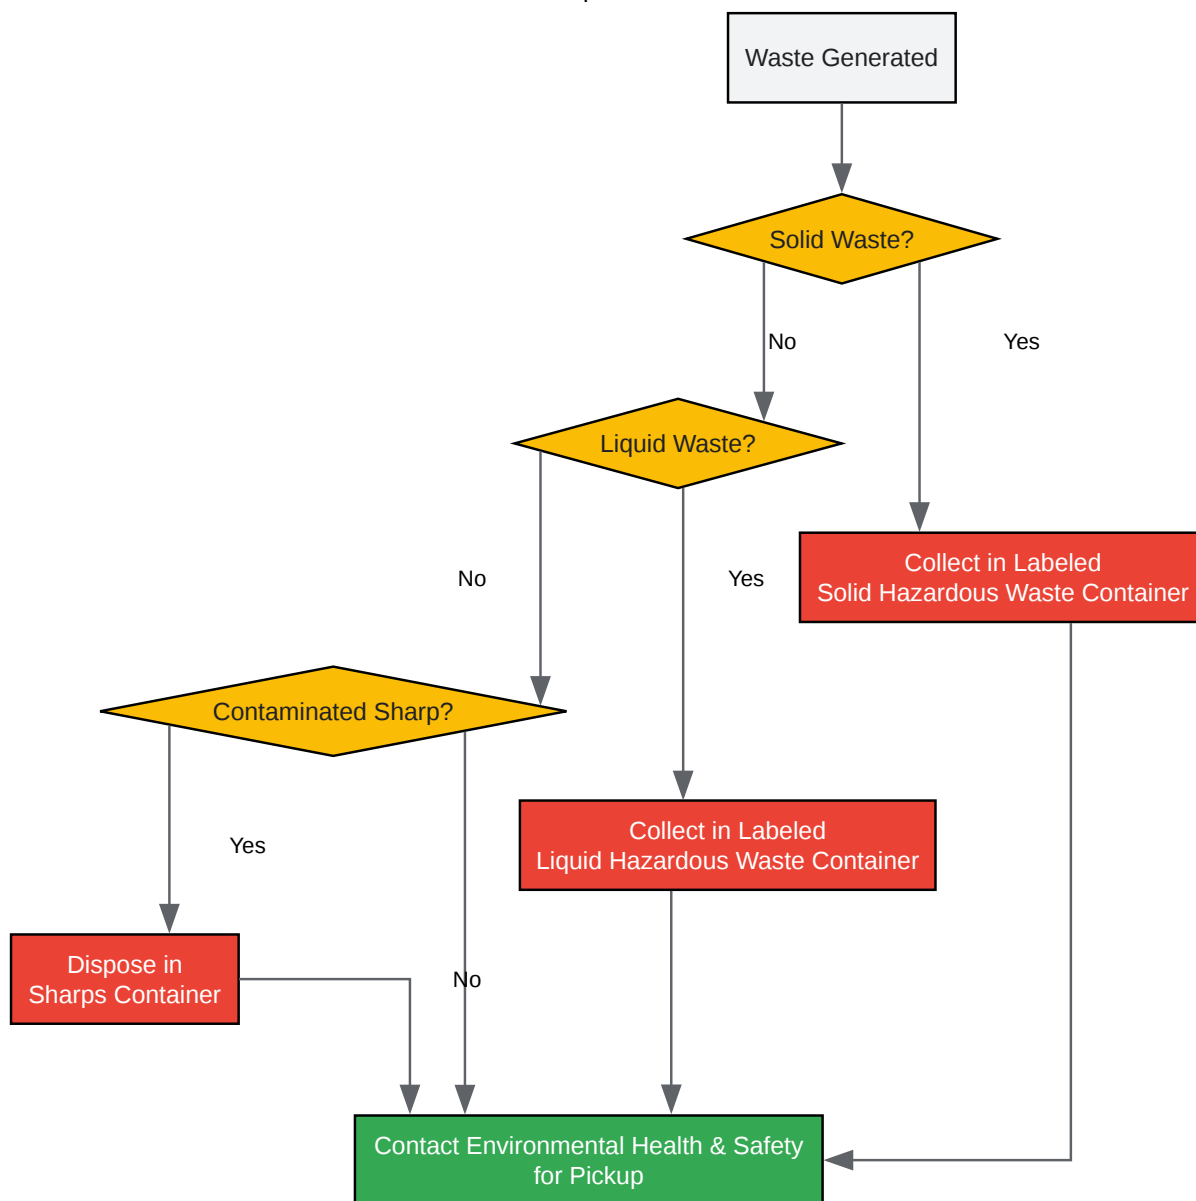 Waste Generated
Solid Waste?
No
Yes
Liquid Waste?
Collect in Labeled
Solid Hazardous Waste Container
No
Yes
Contaminated Sharp?
Collect in Labeled
Liquid Hazardous Waste Container
Yes
Dispose in
Sharps Container
No
Contact Environmental Health & Safety
for Pickup